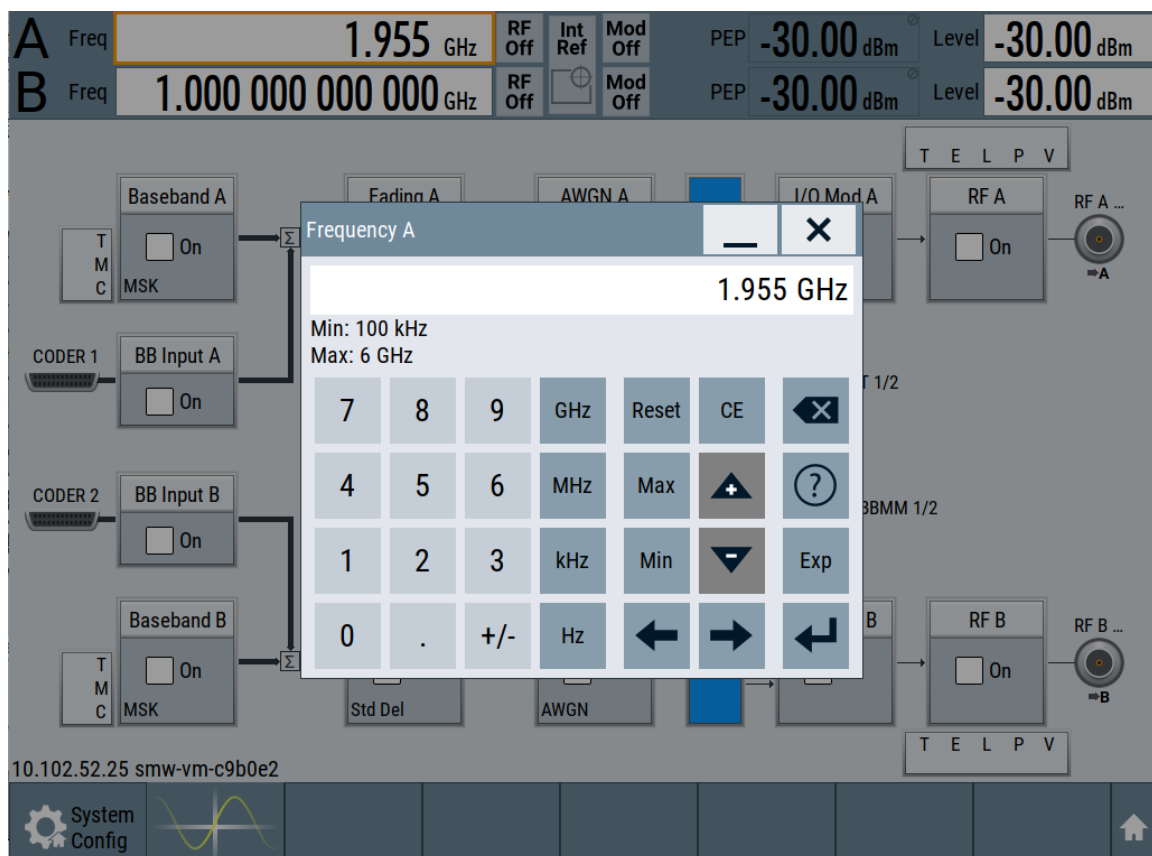 A Freq 1.955 GHz RF Off Int Ref Mod Off PEP -30.00 dBm Level -30.00 dBm
B Freq 1.000 000 000 000 GHz RF Off Mod Off PEP -30.00 dBm Level -30.00 dBm
T E L P V
Baseband A
Fading A
AWGN A
I/Q Mod A
RF A
RF A ...
T
M
C
On
MSK
Σ
On
A
Frequency A
1.955 GHz
Min: 100 kHz
Max: 6 GHz
CODER 1
BB Input A
On
T 1/2
7 8 9 GHz Reset CE
4 5 6 MHz Max + ?
1 2 3 kHz Min - Exp
0 . +/- Hz
CODER 2
BB Input B
On
BBMM 1/2
Baseband B
B
RF B
RF B ...
T
M
C
On
MSK
Σ
Std Del
AWGN
On
B
T E L P V
10.102.52.25 smw-vm-c9b0e2
System
Config